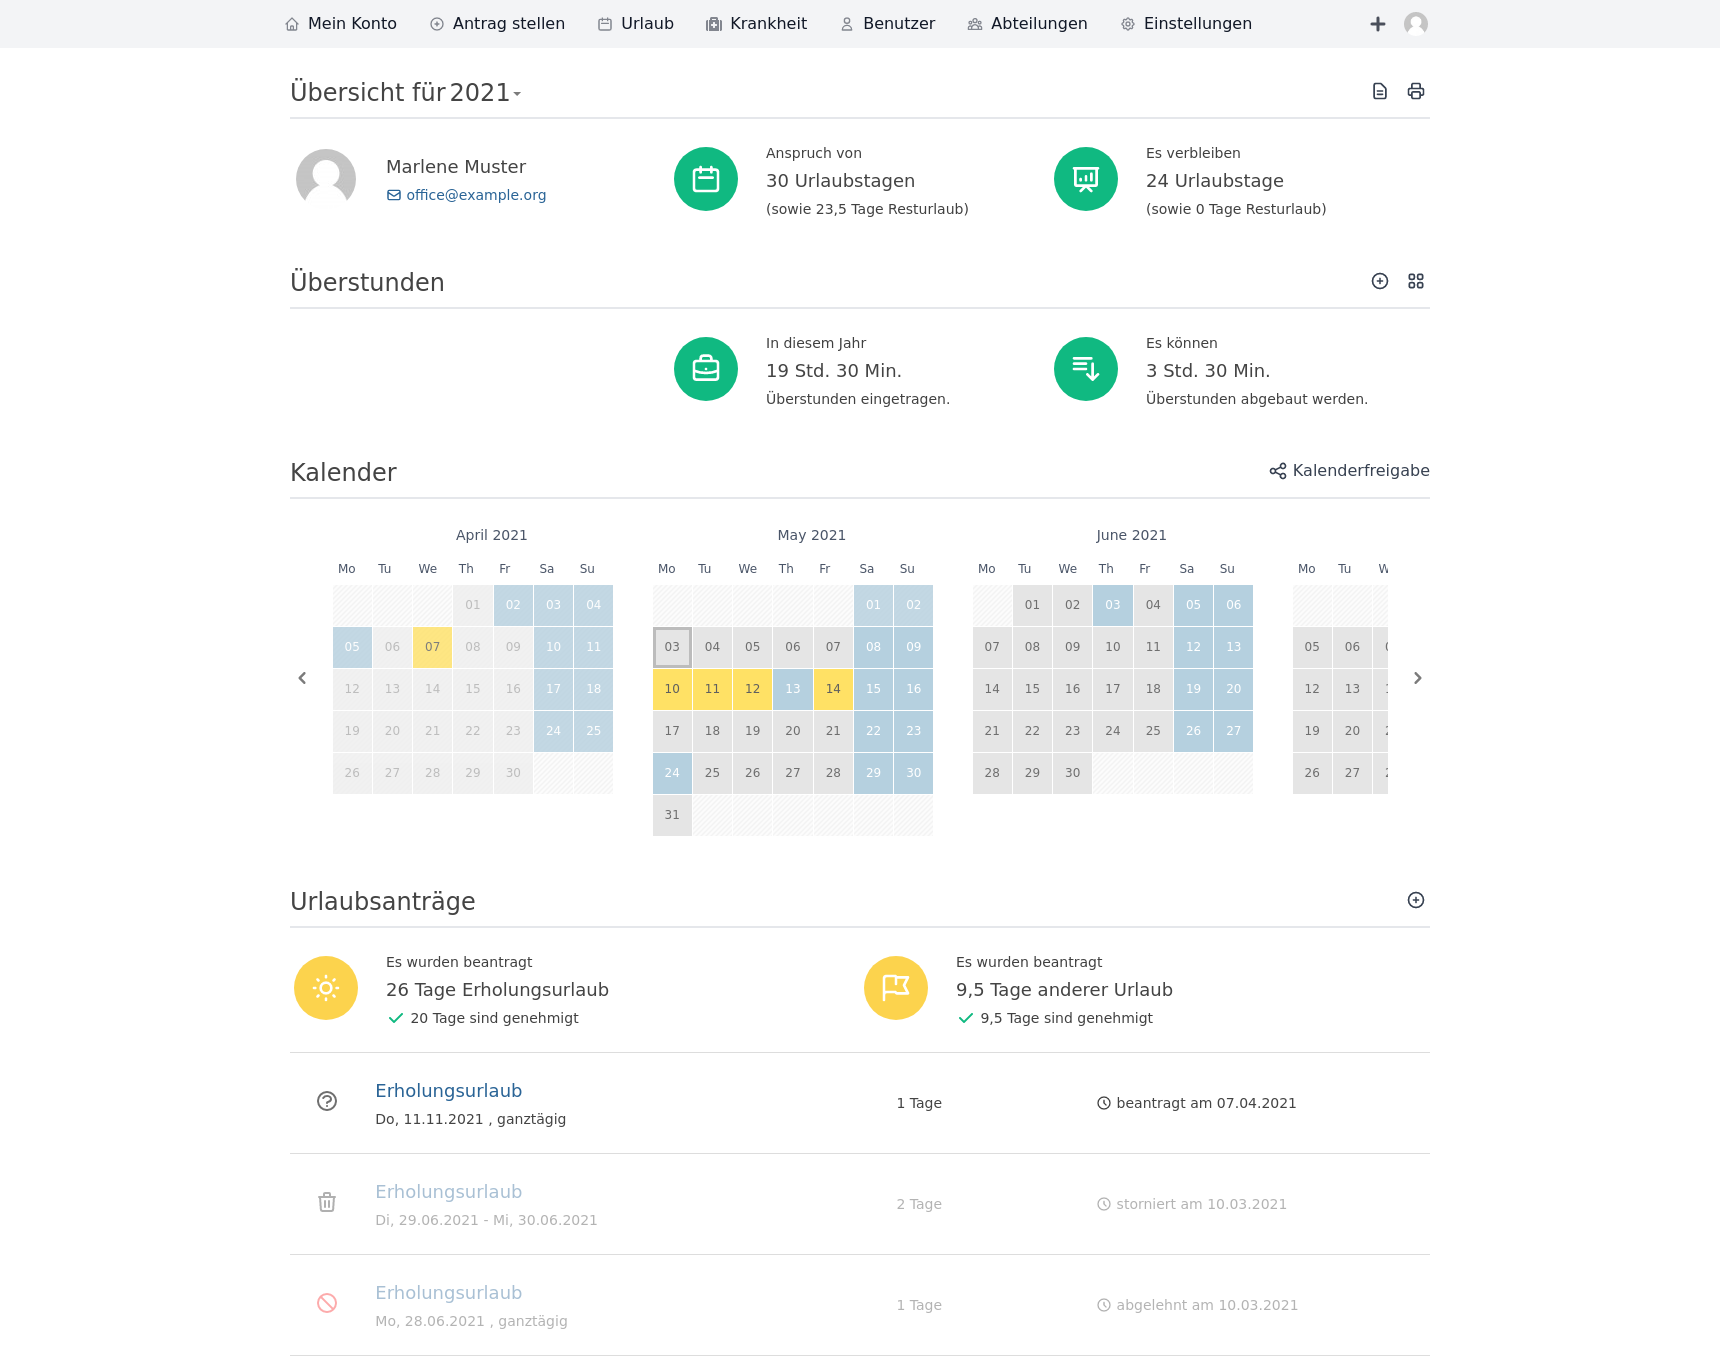 Mein Konto Antrag stellen Urlaub Krankheit Benutzer Abteilungen Einstellungen
Übersicht für 2021
Marlene Muster
office@example.org
Anspruch von
30 Urlaubstagen
(sowie 23,5 Tage Resturlaub)
Es verbleiben
24 Urlaubstage
(sowie 0 Tage Resturlaub)
Überstunden
In diesem Jahr
19 Std. 30 Min.
Überstunden eingetragen.
Es können
3 Std. 30 Min.
Überstunden abgebaut werden.
Kalender
Kalenderfreigabe
April 2021
Mo Tu We Th Fr Sa Su
01 02 03 04
05 06 07 08 09 10 11
12 13 14 15 16 17 18
19 20 21 22 23 24 25
26 27 28 29 30
May 2021
Mo Tu We Th Fr Sa Su
01 02
03 04 05 06 07 08 09
10 11 12 13 14 15 16
17 18 19 20 21 22 23
24 25 26 27 28 29 30
31
June 2021
Mo Tu We Th Fr Sa Su
01 02 03 04 05 06
07 08 09 10 11 12 13
14 15 16 17 18 19 20
21 22 23 24 25 26 27
28 29 30
Mo Tu
05 06
12 13
19 20
26 27
Urlaubsanträge
Es wurden beantragt
26 Tage Erholungsurlaub
20 Tage sind genehmigt
Es wurden beantragt
9,5 Tage anderer Urlaub
9,5 Tage sind genehmigt
Erholungsurlaub
Do, 11.11.2021 , ganztägig
1 Tage
beantragt am 07.04.2021
Erholungsurlaub
Di, 29.06.2021 - Mi, 30.06.2021
2 Tage
storniert am 10.03.2021
Erholungsurlaub
Mo, 28.06.2021 , ganztägig
1 Tage
abgelehnt am 10.03.2021